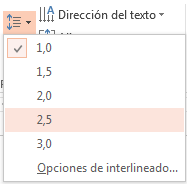 Dirección del texto
1,0
1,5
2,0
2,5
3,0
Opciones de interlineado...